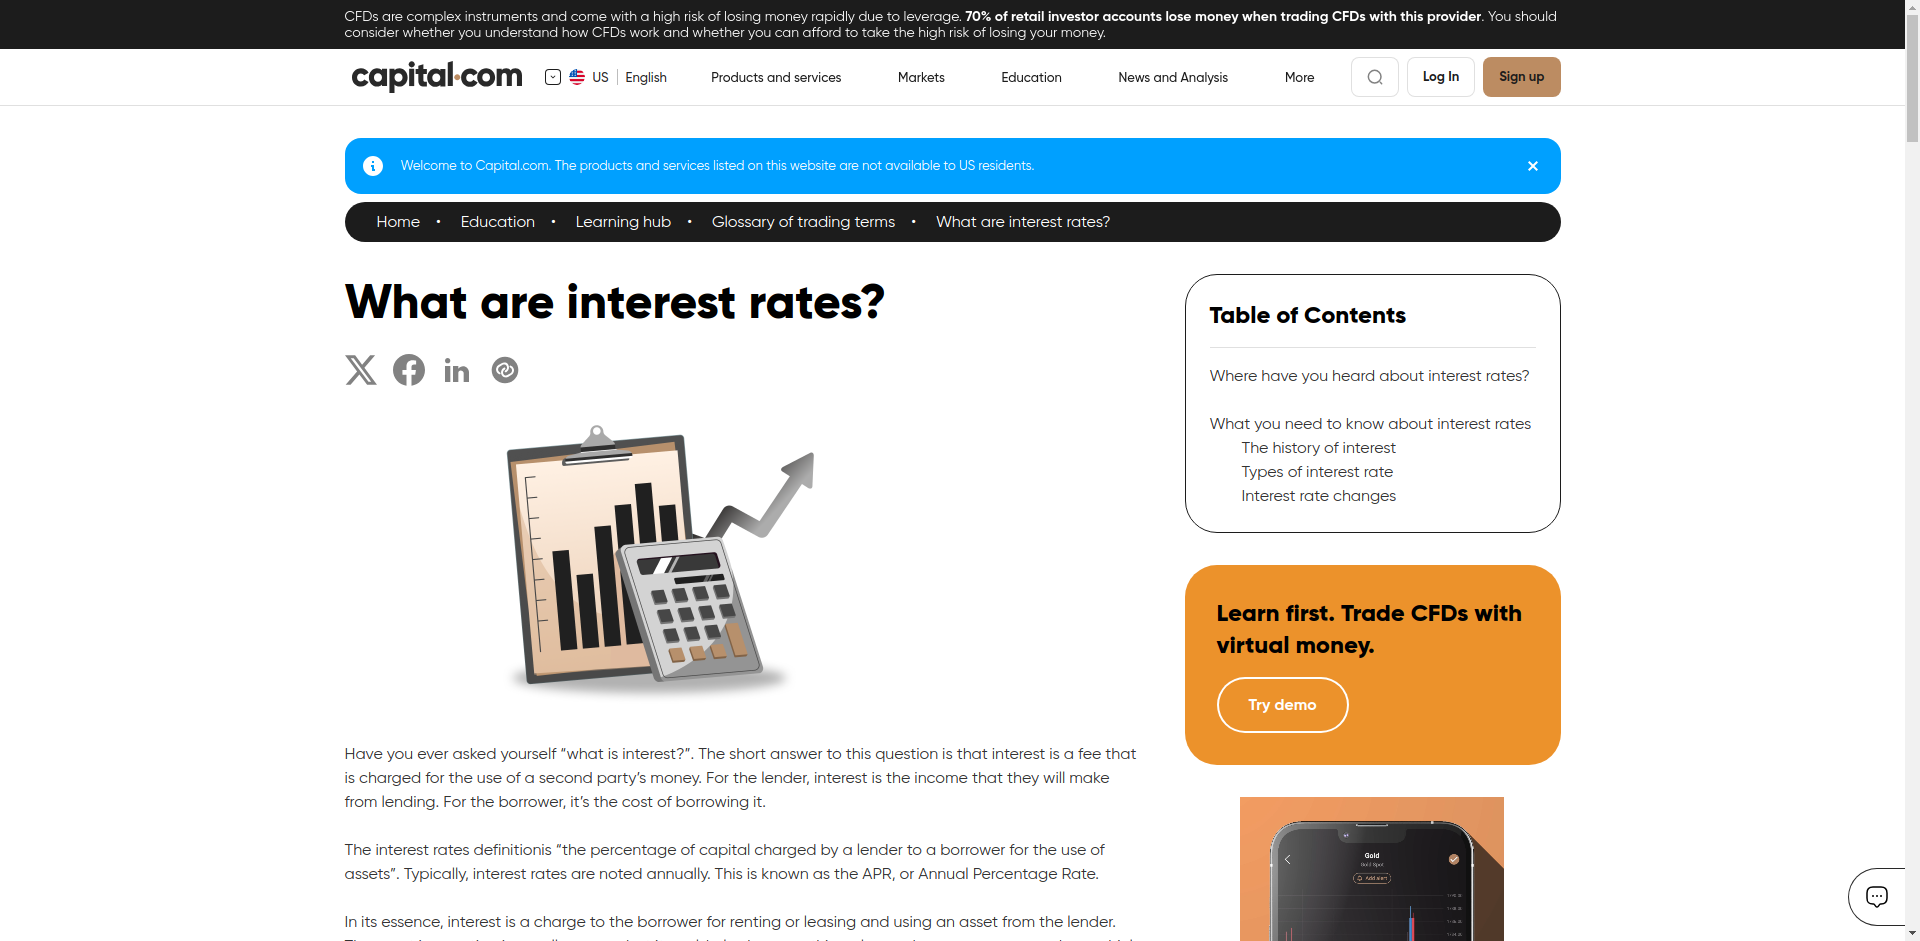 CFDs are complex instruments and come with a high risk of losing money rapidly due to leverage. 70% of retail investor accounts lose money when trading CFDs with this provider. You should
consider whether you understand how CFDs work and whether you can afford to take the high risk of losing your money.
capital.com
US
English
Products and services
Markets
Education
News and Analysis
More
Log In
Sign up
Welcome to Capital.com. The products and services listed on this website are not available to US residents.
Home • Education • Learning hub • Glossary of trading terms • What are interest rates?
What are interest rates?
Have you ever asked yourself “what is interest?”. The short answer to this question is that interest is a fee that
is charged for the use of a second party’s money. For the lender, interest is the income that they will make
from lending. For the borrower, it’s the cost of borrowing it.
The interest rates definitionis “the percentage of capital charged by a lender to a borrower for the use of
assets”. Typically, interest rates are noted annually. This is known as the APR, or Annual Percentage Rate.
In its essence, interest is a charge to the borrower for renting or leasing and using an asset from the lender.
Table of Contents
Where have you heard about interest rates?
What you need to know about interest rates
The history of interest
Types of interest rate
Interest rate changes
Learn first. Trade CFDs with
virtual money.
Try demo
Gold
Gold Spot
Add alert